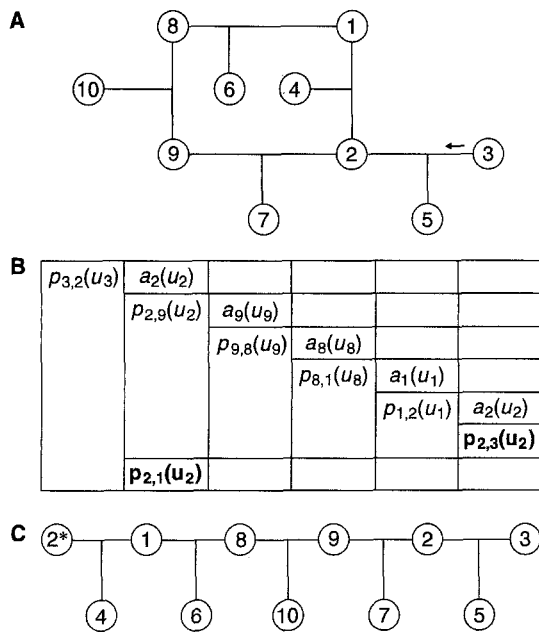 A
8 1
10 6 4
9 2 ← 3
7 5
B
p3,2(u3) a2(u2)
p2,9(u2) a9(u9)
p9,8(u9) a8(u8)
p8,1(u8) a1(u1)
p1,2(u1) a2(u2)
p2,3(u2)
p2,1(u2)
C
2* 1 8 9 2 3
4 6 10 7 5